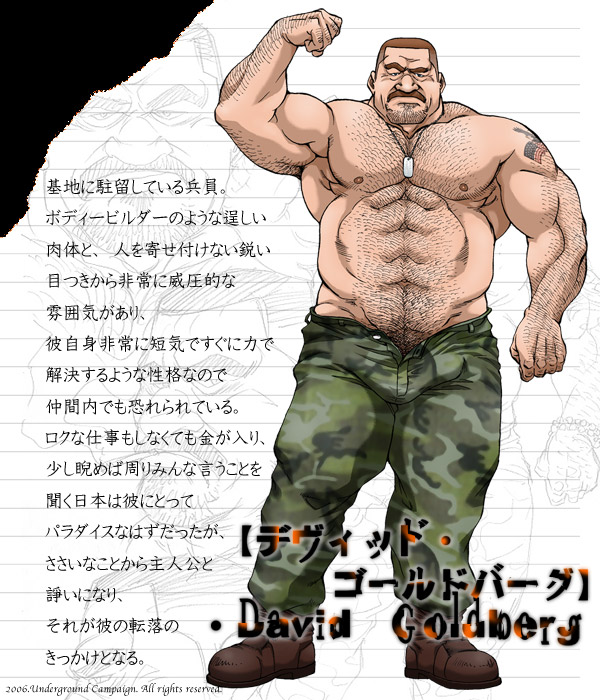 基地に駐留している兵員。
ボディービルダーのような逞しい
肉体と、人を寄せ付けない鋭い
目つきから非常に威圧的な
雰囲気があり、
彼自身非常に短気ですぐに力で
解決するような性格なので
仲間内でも恐れられている。
ロクな仕事もしなくても金が入り、
少し睨めば周りみんな言うことを
聞く日本は彼にとって
パラダイスなはずだったが、
ささいなことから主人公と
諍いになり、
それが彼の転落の
きっかけとなる。
【デヴィッド・
ゴールドバーグ】
・David Goldberg
2006.Underground Campaign. All rights reserved.